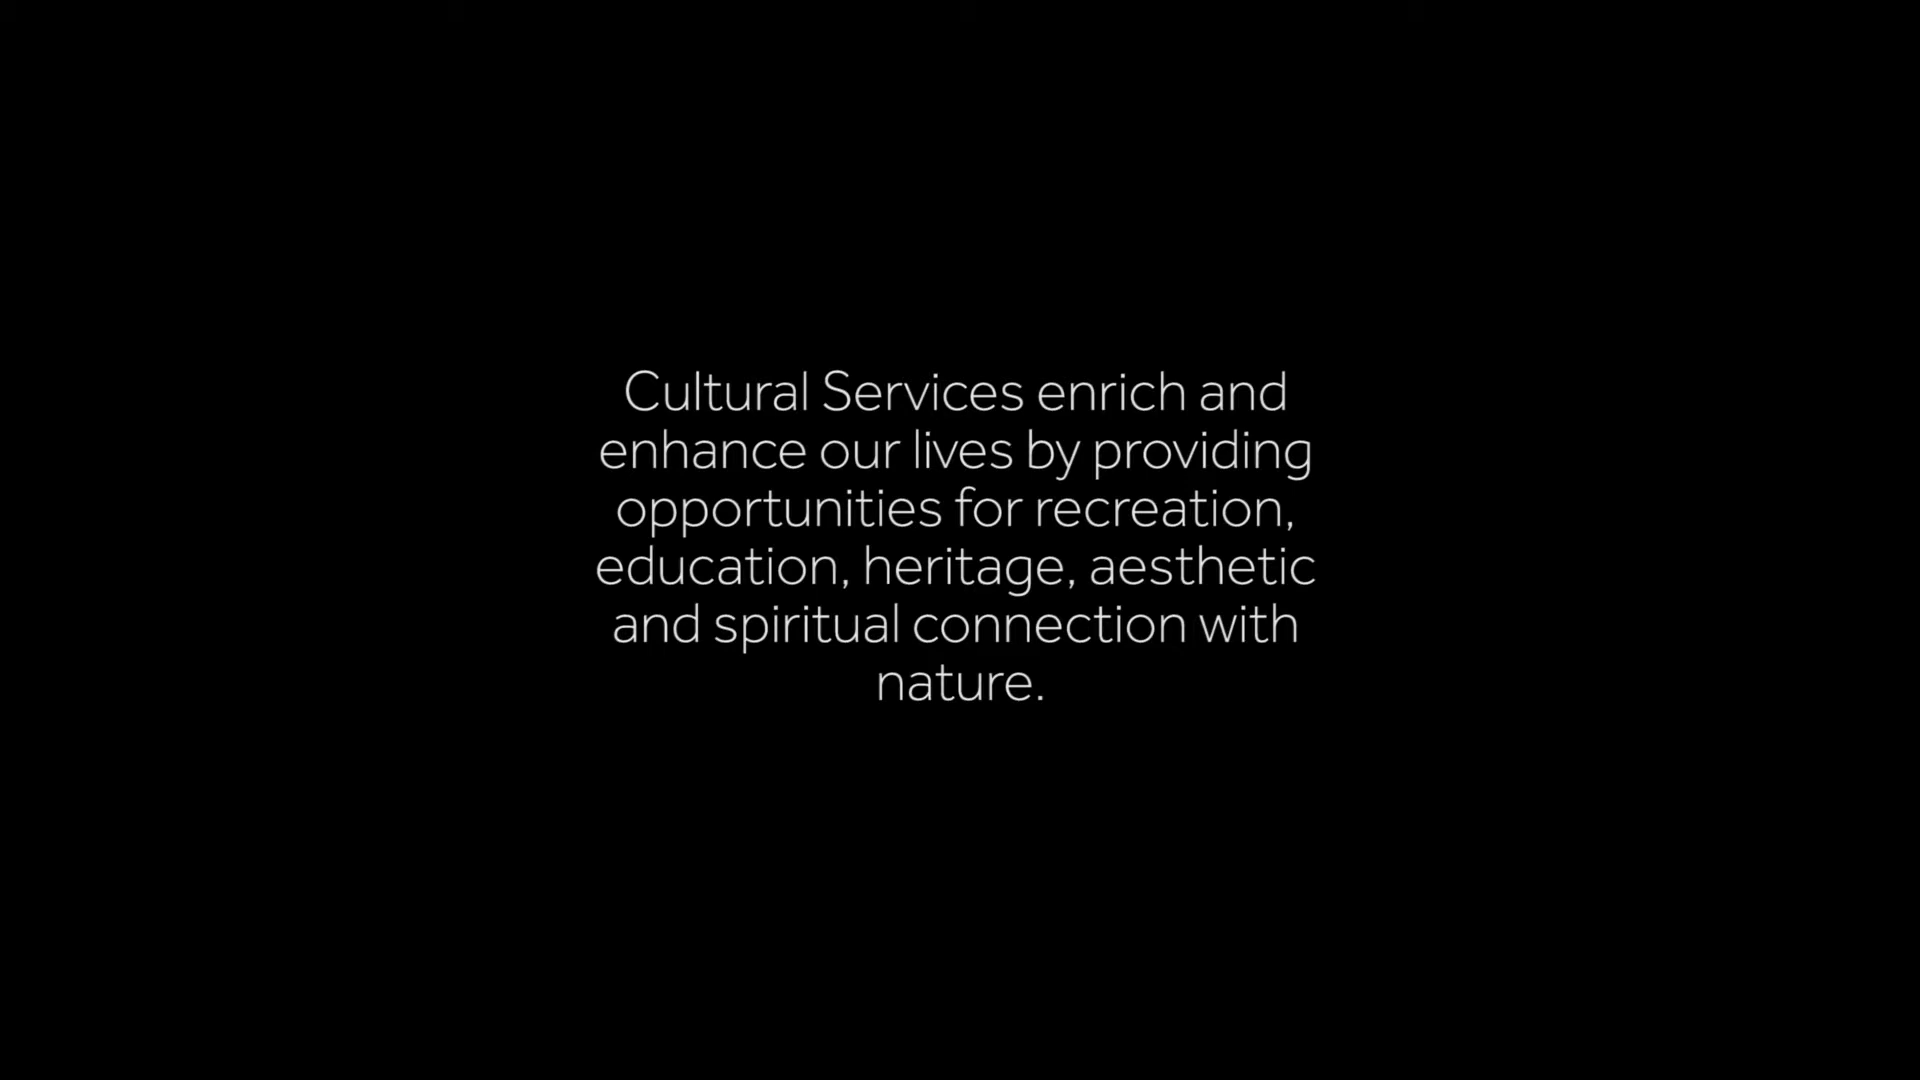 Cultural Services enrich and
enhance our lives by providing
opportunities for recreation,
education, heritage, aesthetic
and spiritual connection with
nature.